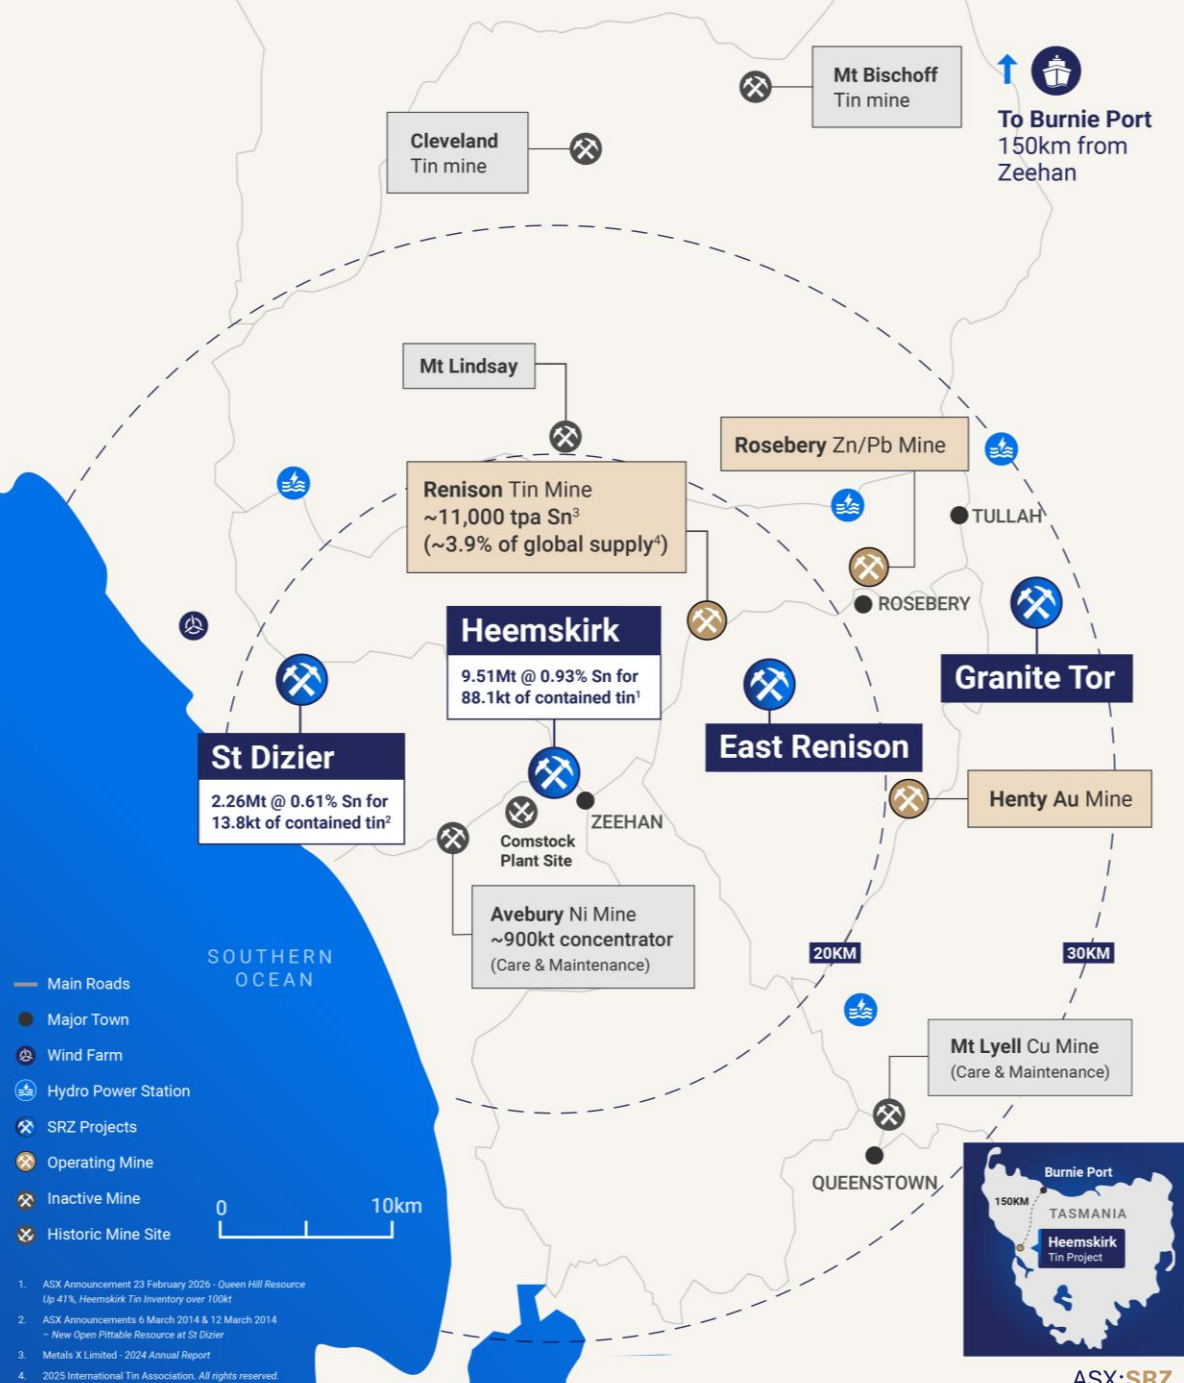 Mt Bischoff
Tin mine
To Burnie Port
150km from
Zeehan
Cleveland
Tin mine
Mt Lindsay
Rosebery Zn/Pb Mine
Renison Tin Mine
~11,000 tpa Sn³
(~3.9% of global supply⁴)
TULLAH
ROSEBERY
Heemskirk
9.51Mt @ 0.93% Sn for
88.1kt of contained tin¹
Granite Tor
East Renison
St Dizier
2.26Mt @ 0.61% Sn for
13.8kt of contained tin²
Henty Au Mine
ZEEHAN
Comstock
Plant Site
Avebury Ni Mine
~900kt concentrator
(Care & Maintenance)
20KM
30KM
SOUTHERN
OCEAN
Mt Lyell Cu Mine
(Care & Maintenance)
QUEENSTOWN
Main Roads
Major Town
Wind Farm
Hydro Power Station
SRZ Projects
Operating Mine
Inactive Mine
Historic Mine Site
0 10km
Burnie Port
150KM
TASMANIA
Heemskirk
Tin Project
1. ASX Announcement 23 February 2026 - Queen Hill Resource
Up 41%, Heemskirk Tin Inventory over 100kt
2. ASX Announcements 6 March 2014 & 12 March 2014
– New Open Pittable Resource at St Dizier
3. Metals X Limited - 2024 Annual Report
4. 2025 International Tin Association. All rights reserved.
ASX:SRZ